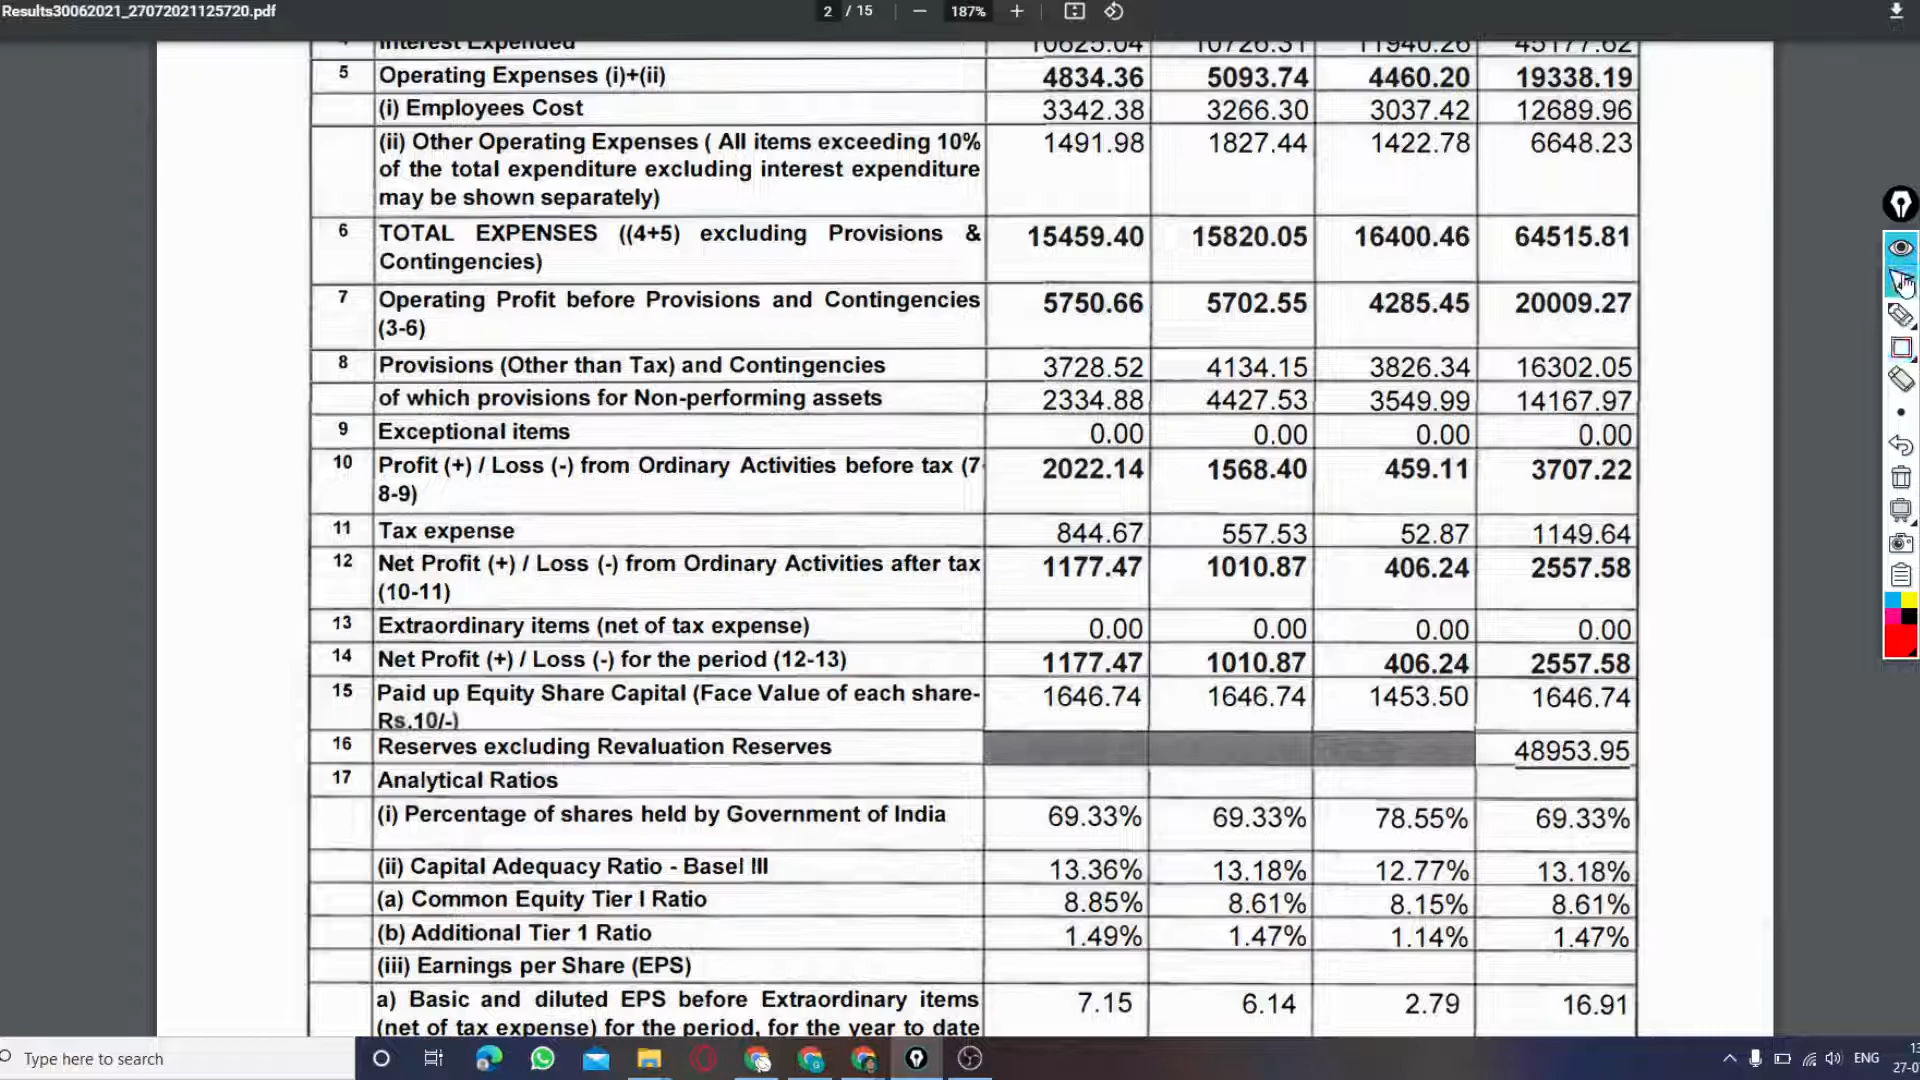 Results30062021_27072021125720.pdf 2 / 15 187%
4 Interest Expended 10625.04 10726.31 11940.26 45177.62
5 Operating Expenses (i)+(ii) 4834.36 5093.74 4460.20 19338.19
(i) Employees Cost 3342.38 3266.30 3037.42 12689.96
(ii) Other Operating Expenses ( All items exceeding 10% 1491.98 1827.44 1422.78 6648.23
of the total expenditure excluding interest expenditure
may be shown separately)
6 TOTAL EXPENSES ((4+5) excluding Provisions & 15459.40 15820.05 16400.46 64515.81
Contingencies)
7 Operating Profit before Provisions and Contingencies 5750.66 5702.55 4285.45 20009.27
(3-6)
8 Provisions (Other than Tax) and Contingencies 3728.52 4134.15 3826.34 16302.05
of which provisions for Non-performing assets 2334.88 4427.53 3549.99 14167.97
9 Exceptional items 0.00 0.00 0.00 0.00
10 Profit (+) / Loss (-) from Ordinary Activities before tax (7- 2022.14 1568.40 459.11 3707.22
8-9)
11 Tax expense 844.67 557.53 52.87 1149.64
12 Net Profit (+) / Loss (-) from Ordinary Activities after tax 1177.47 1010.87 406.24 2557.58
(10-11)
13 Extraordinary items (net of tax expense) 0.00 0.00 0.00 0.00
14 Net Profit (+) / Loss (-) for the period (12-13) 1177.47 1010.87 406.24 2557.58
15 Paid up Equity Share Capital (Face Value of each share- 1646.74 1646.74 1453.50 1646.74
Rs.10/-)
16 Reserves excluding Revaluation Reserves 48953.95
17 Analytical Ratios
(i) Percentage of shares held by Government of India 69.33% 69.33% 78.55% 69.33%
(ii) Capital Adequacy Ratio - Basel III 13.36% 13.18% 12.77% 13.18%
(a) Common Equity Tier I Ratio 8.85% 8.61% 8.15% 8.61%
(b) Additional Tier 1 Ratio 1.49% 1.47% 1.14% 1.47%
(iii) Earnings per Share (EPS)
a) Basic and diluted EPS before Extraordinary items 7.15 6.14 2.79 16.91
(net of tax expense) for the period, for the year to date
Type here to search ENG
27-0